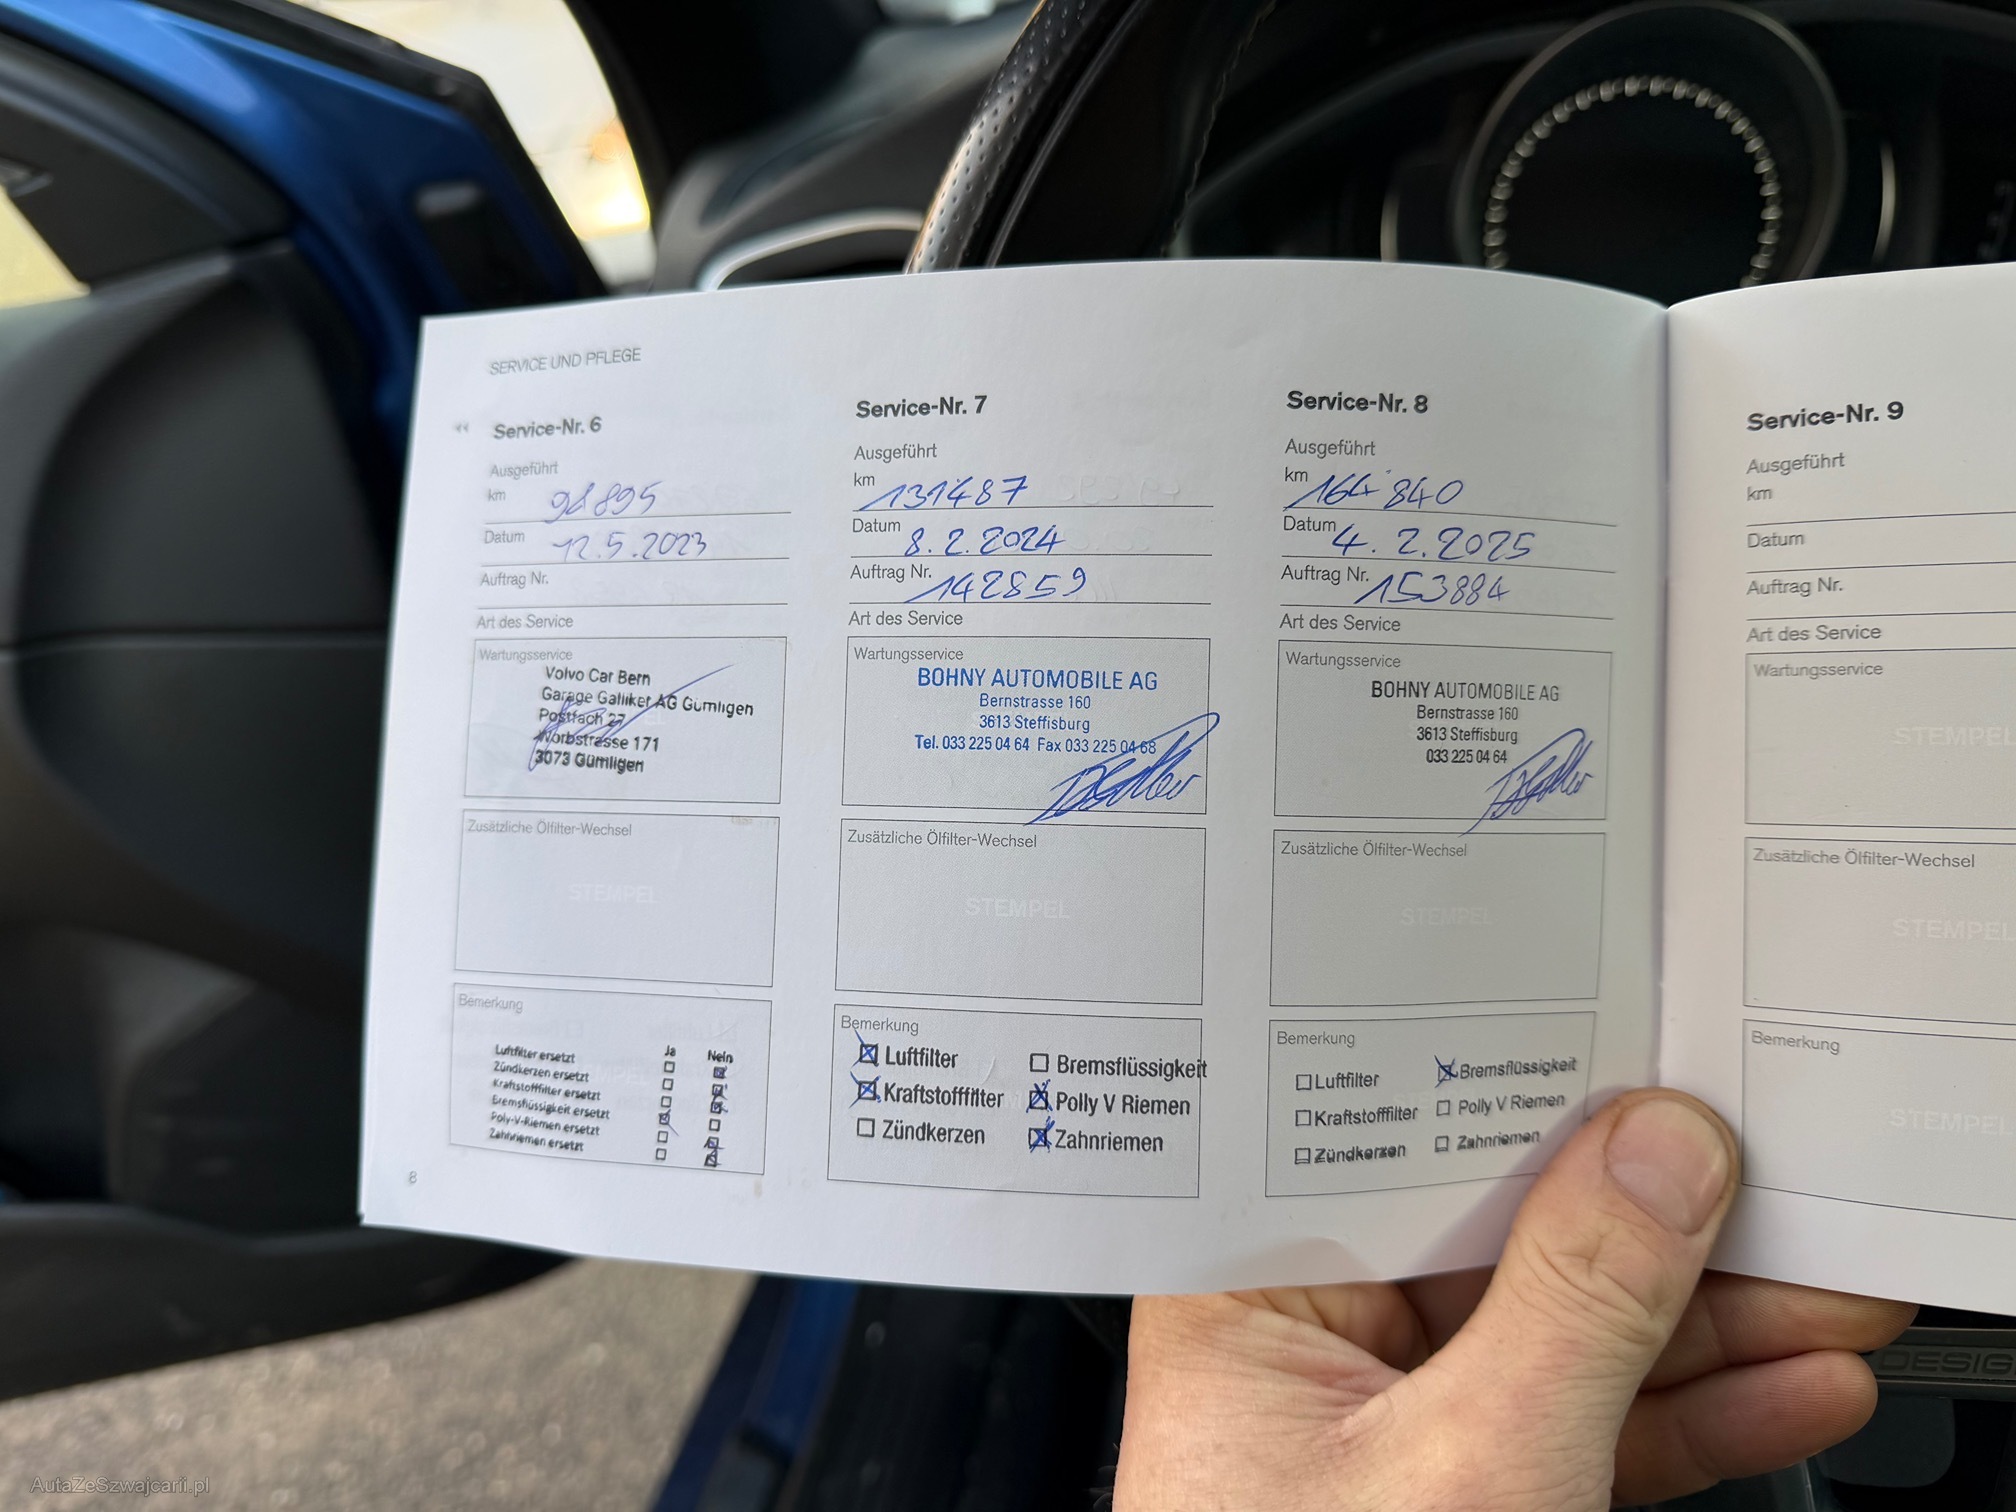 SERVICE UND PFLEGE
Service-Nr. 6
Ausgeführt
km 98895
Datum 12.5.2023
Auftrag Nr.
Art des Service
Wartungsservice
Volvo Car Bern
Garage Galliker AG Gümligen
Postfach 27
Worbstrasse 171
3073 Gümligen
Zusätzliche Ölfilter-Wechsel
STEMPEL
Bemerkung
Ja Nein
Luftfilter ersetzt
Zündkerzen ersetzt
Kraftstofffilter ersetzt
Bremsflüssigkeit ersetzt
Poly-V-Riemen ersetzt
Zahnriemen ersetzt
8
Service-Nr. 7
Ausgeführt
km 131487
Datum 8.2.2024
Auftrag Nr. 142859
Art des Service
Wartungsservice
BOHNY AUTOMOBILE AG
Bernstrasse 160
3613 Steffisburg
Tel. 033 225 04 64 Fax 033 225 04 68
Zusätzliche Ölfilter-Wechsel
STEMPEL
Bemerkung
Luftfilter Bremsflüssigkeit
Kraftstofffilter Polly V Riemen
Zündkerzen Zahnriemen
Service-Nr. 8
Ausgeführt
km 164840
Datum 4.2.2025
Auftrag Nr. 153884
Art des Service
Wartungsservice
BOHNY AUTOMOBILE AG
Bernstrasse 160
3613 Steffisburg
033 225 04 64
Zusätzliche Ölfilter-Wechsel
STEMPEL
Bemerkung
Luftfilter Bremsflüssigkeit
Kraftstofffilter Polly V Riemen
Zündkerzen Zahnriemen
Service-Nr. 9
Ausgeführt
km
Datum
Auftrag Nr.
Art des Service
Wartungsservice
STEMPEL
Zusätzliche Ölfilter-Wechsel
STEMPEL
Bemerkung
STEMPEL
DESIG
AutaZeSzwajcarii.pl